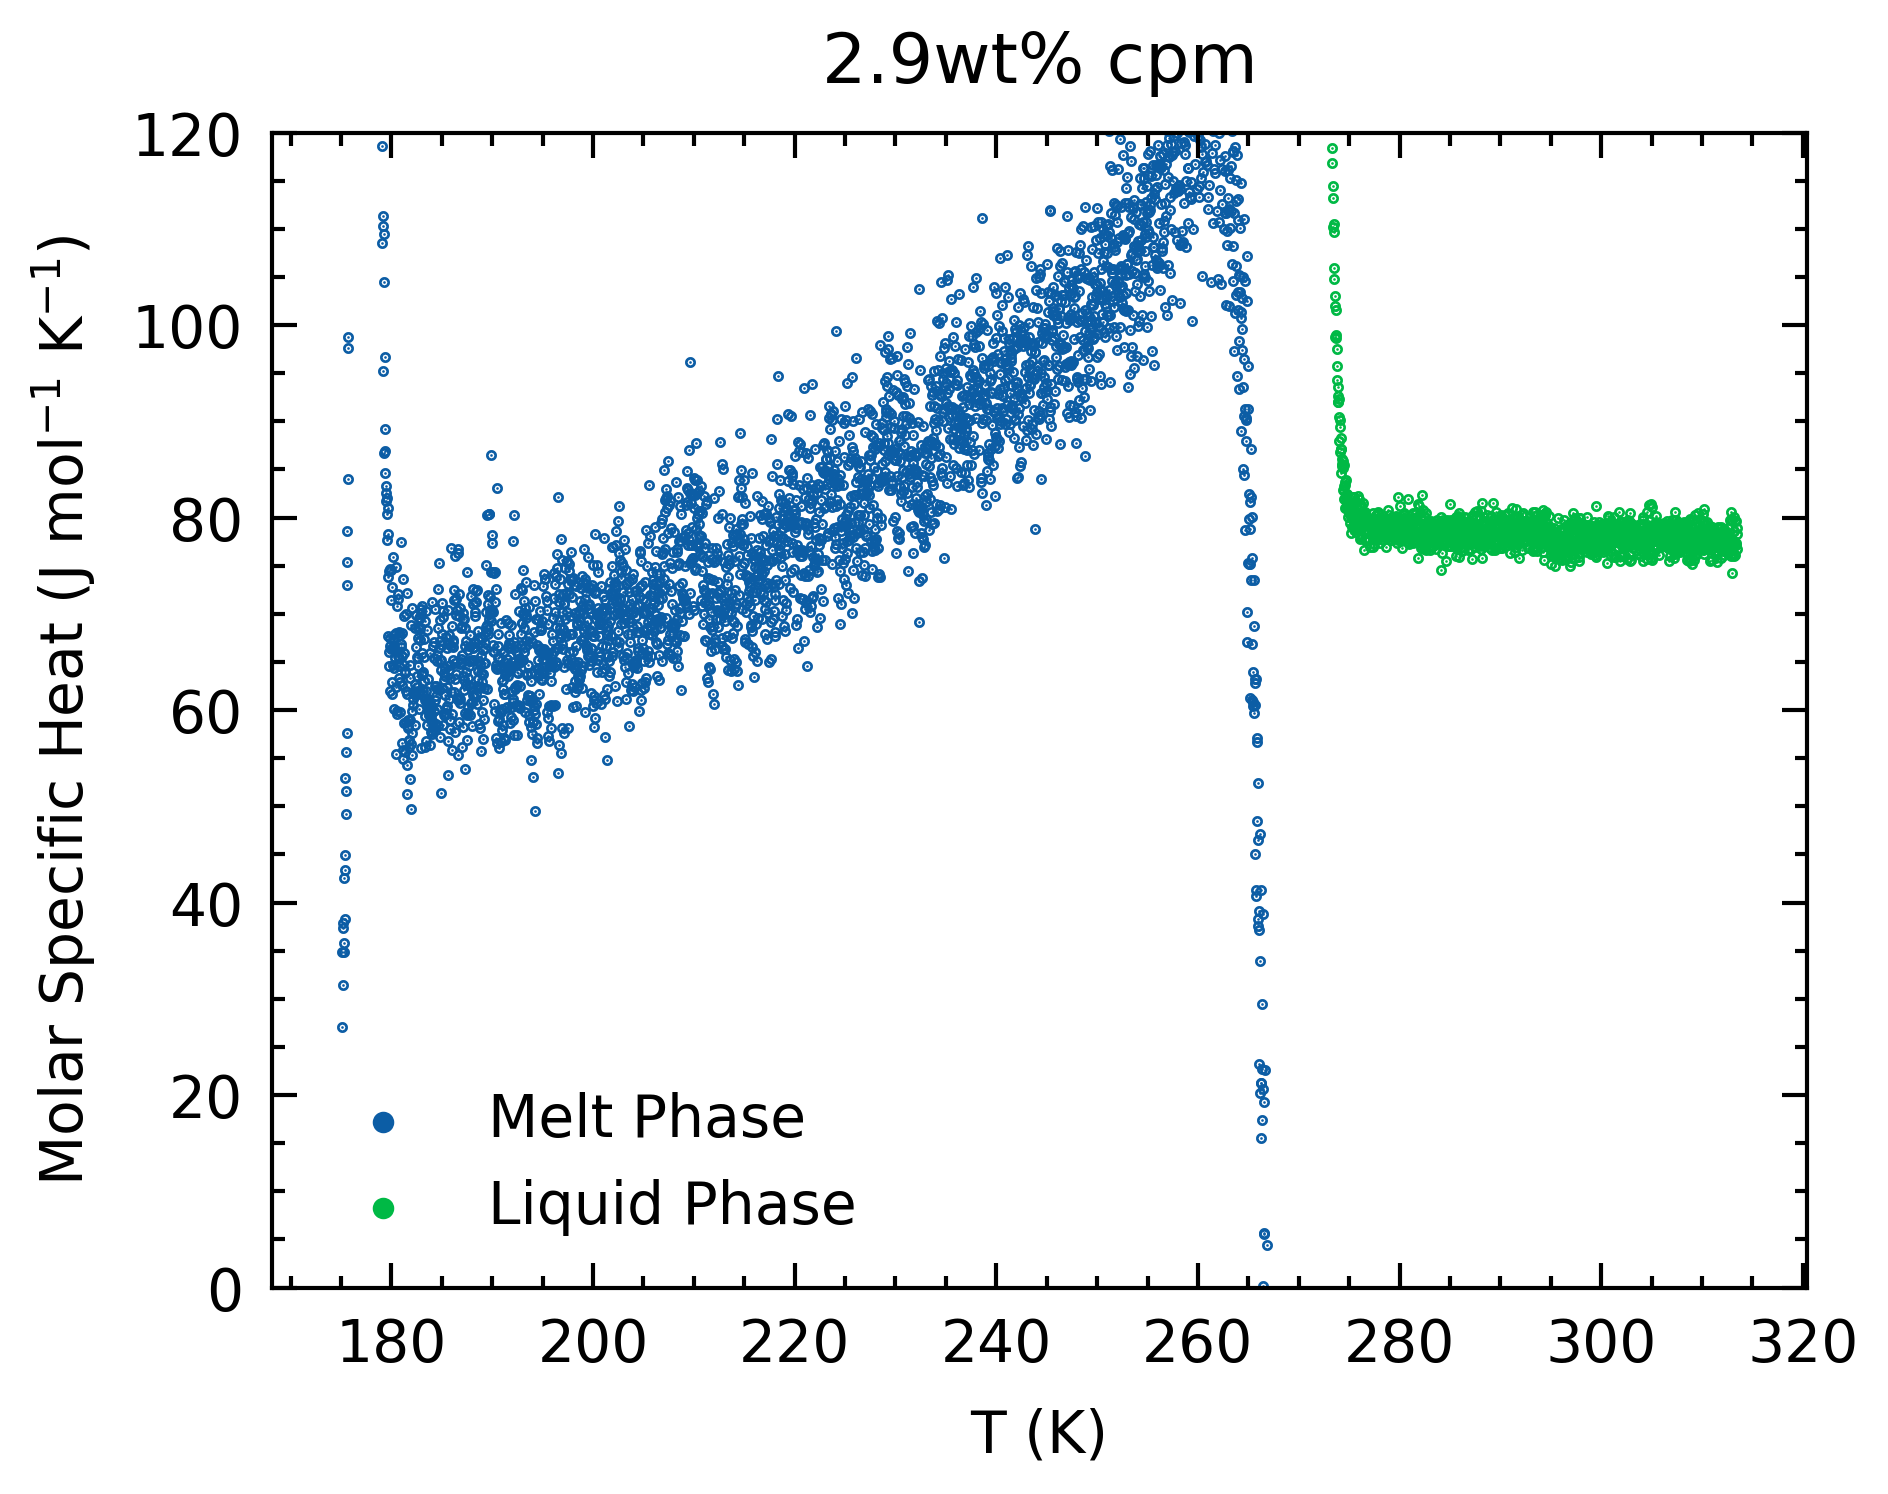 2.9wt% cpm
Molar Specific Heat (J mol⁻¹ K⁻¹)
120
100
80
60
40
20
0
Melt Phase
Liquid Phase
180 200 220 240 260 280 300 320
T (K)